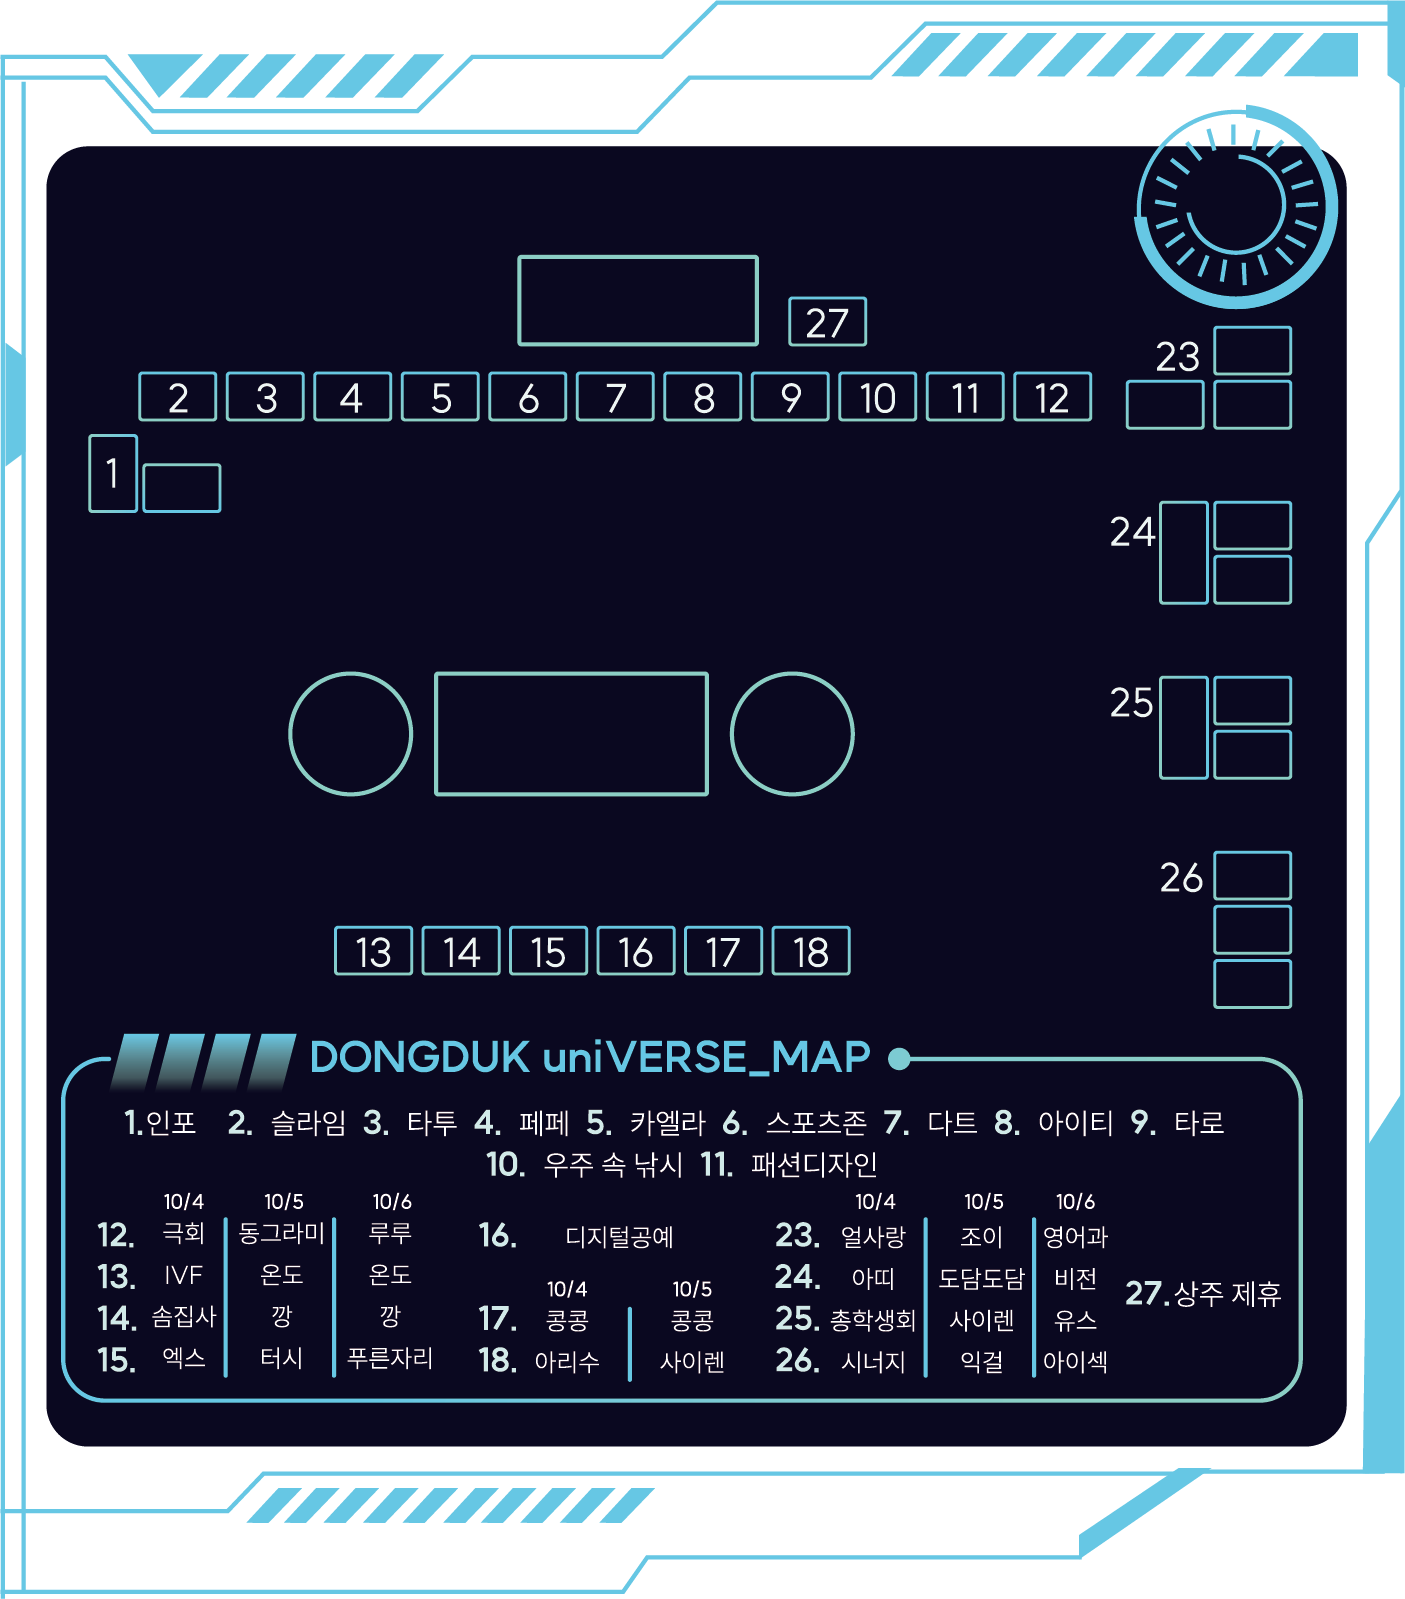 27
23
2 3 4 5 6 7 8 9 10 11 12
1
24
25
26
13 14 15 16 17 18
DONGDUK uniVERSE_MAP
1.인포 2. 슬라임 3. 타투 4. 페페 5. 카엘라 6. 스포츠존 7. 다트 8. 아이티 9. 타로
10. 우주 속 낚시 11. 패션디자인
10/4 10/5 10/6
12. 극회 동그라미 루루
13. IVF 온도 온도
14. 솜집사 깡 깡
15. 엑스 터시 푸른자리
16. 디지털공예
10/4 10/5
17. 콩콩 콩콩
18. 아리수 사이렌
10/4 10/5 10/6
23. 얼사랑 조이 영어과
24. 아띠 도담도담 비전
25. 총학생회 사이렌 유스
26. 시너지 익걸 아이섹
27.상주 제휴